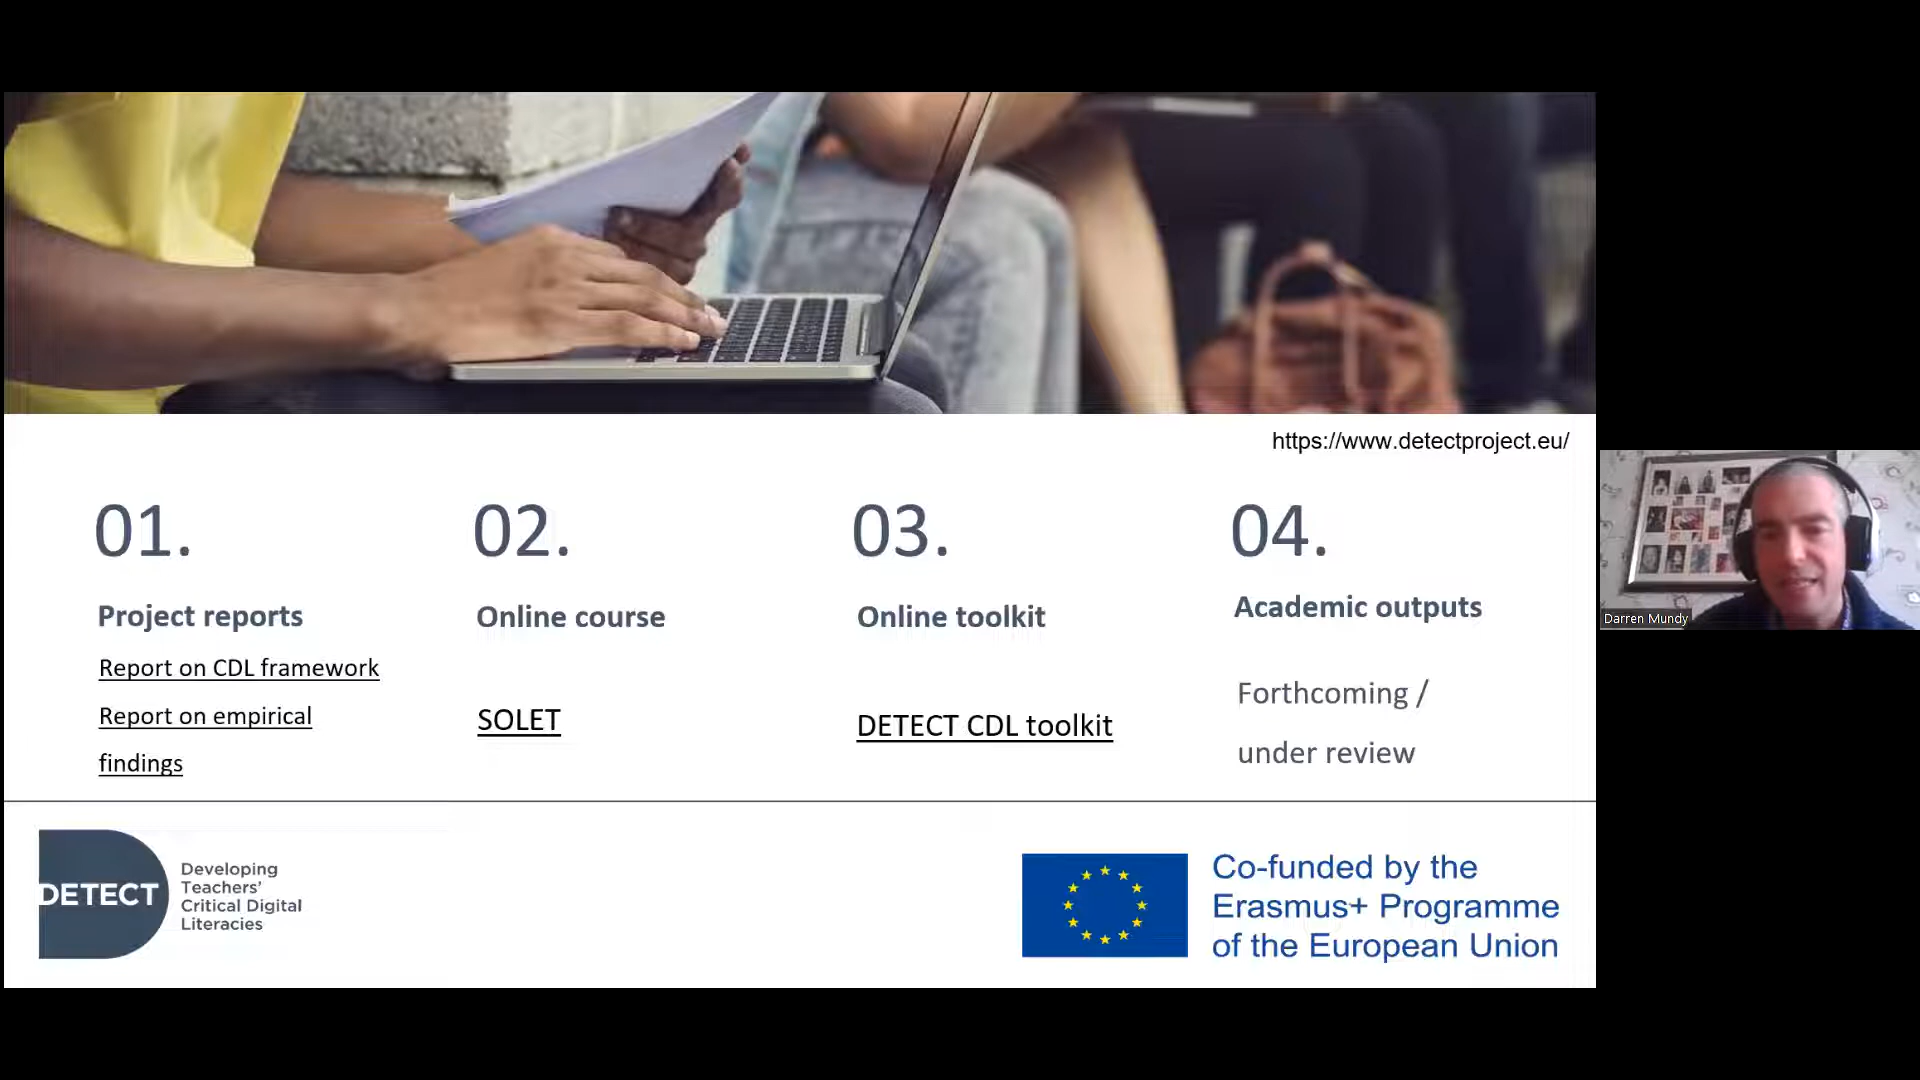 https://www.detectproject.eu/
01.
Project reports
Report on CDL framework
Report on empirical
findings
02.
Online course
SOLET
03.
Online toolkit
DETECT CDL toolkit
04.
Academic outputs
Forthcoming /
under review
DETECT
Developing
Teachers’
Critical Digital
Literacies
Co-funded by the
Erasmus+ Programme
of the European Union
Darren Mundy